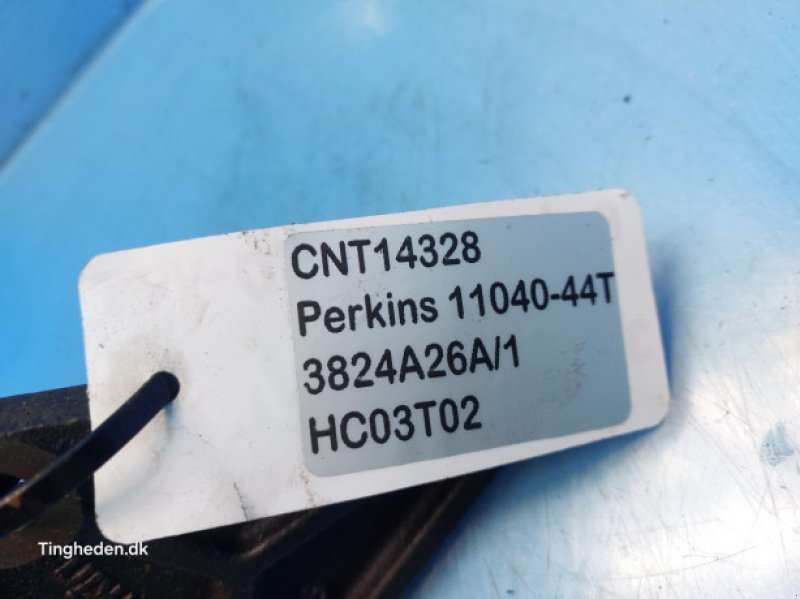 CNT14328
Perkins 11040-44T
3824A26A/1
HC03T02
Tingheden.dk